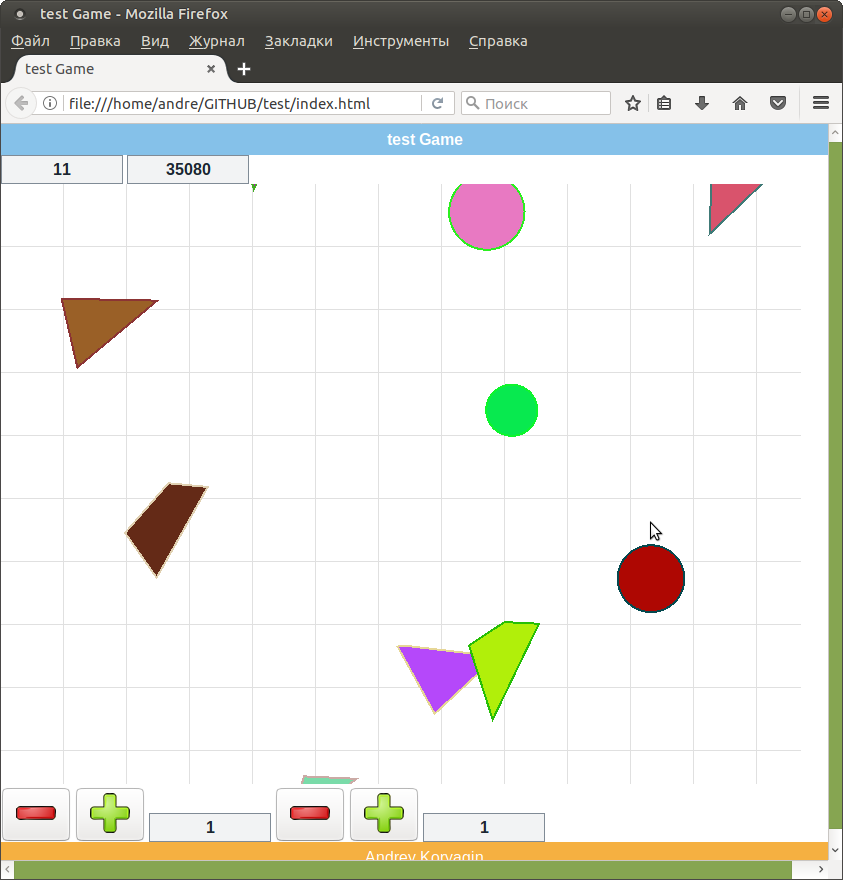 test Game - Mozilla Firefox
Файл Правка Вид Журнал Закладки Инструменты Справка
test Game
file:///home/andre/GITHUB/test/index.html Поиск
test Game
11 35080
1 1
Andrey Koryagin